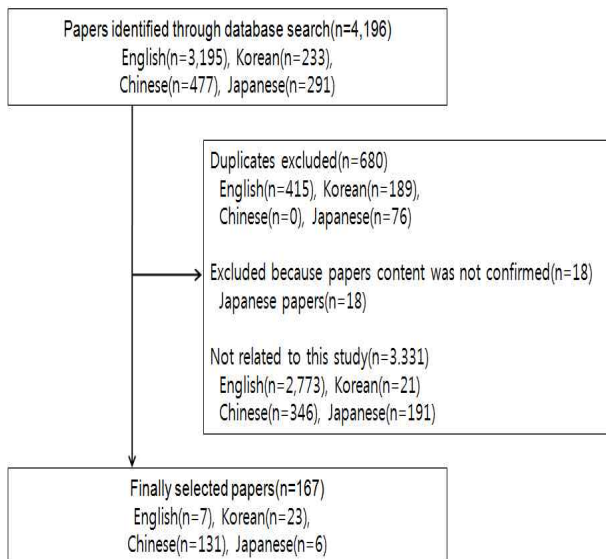 Papers identified through database search(n=4,196)
English(n=3,195), Korean(n=233),
Chinese(n=477), Japanese(n=291)
Duplicates excluded(n=680)
English(n=415), Korean(n=189),
Chinese(n=0), Japanese(n=76)
Excluded because papers content was not confirmed(n=18)
Japanese papers(n=18)
Not related to this study(n=3.331)
English(n=2,773), Korean(n=21)
Chinese(n=346), Japanese(n=191)
Finally selected papers(n=167)
English(n=7), Korean(n=23),
Chinese(n=131), Japanese(n=6)